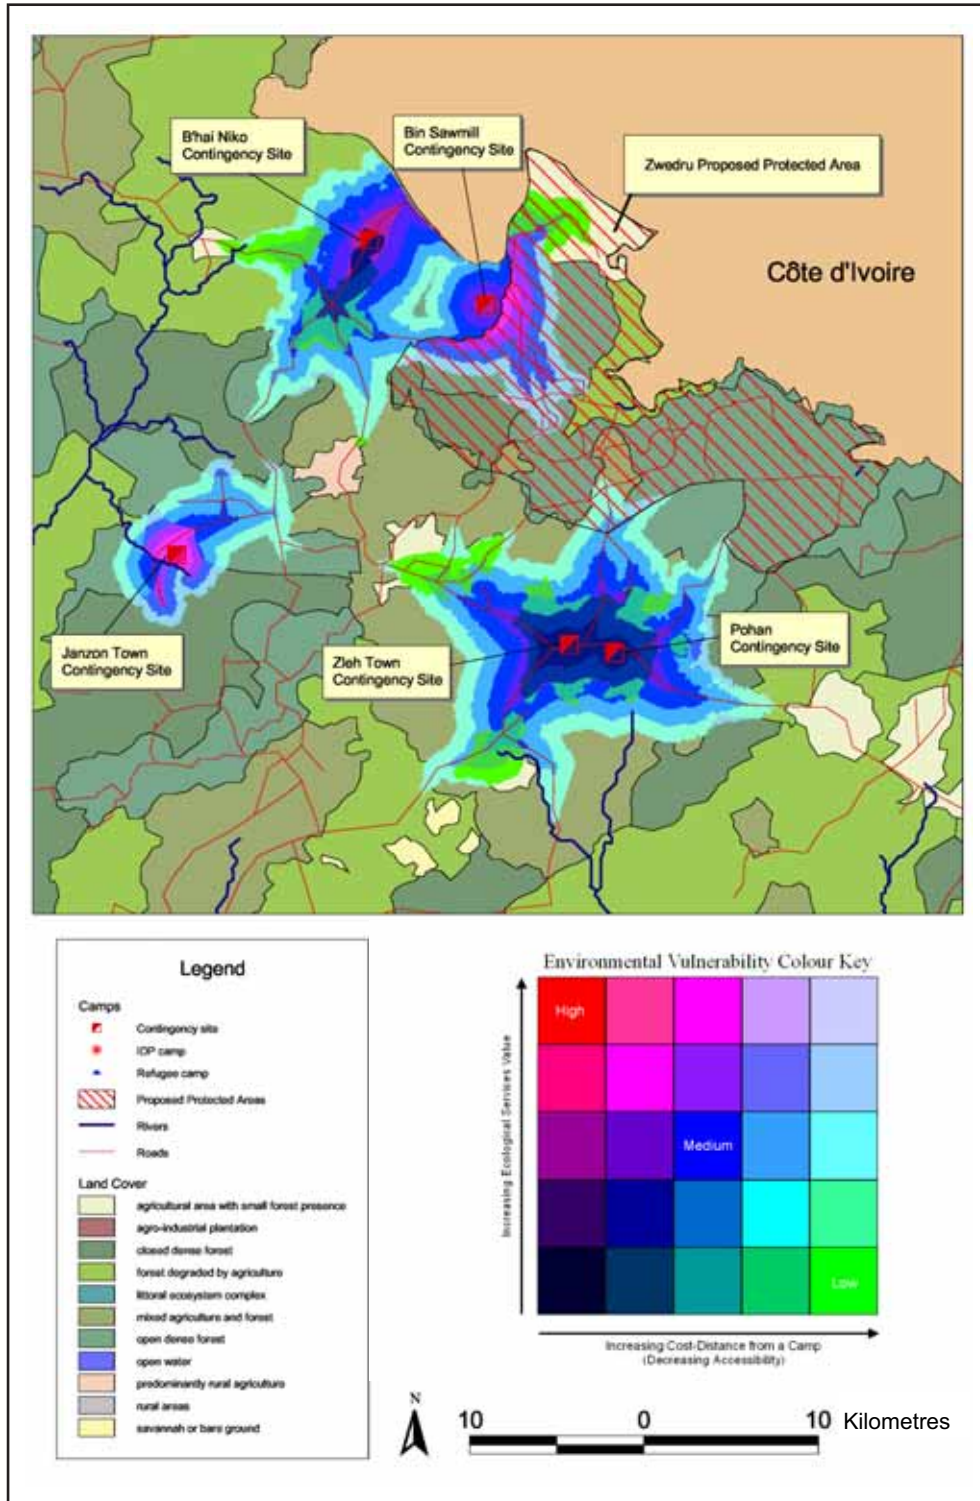 B'hai Niko
Contingency Site
Bin Sawmill
Contingency Site
Zwedru Proposed Protected Area
Côte d'Ivoire
Janzon Town
Contingency Site
Zleh Town
Contingency Site
Pohan
Contingency Site
Legend
Camps
Contingency site
IDP camp
Refugee camp
Proposed Protected Areas
Rivers
Roads
Land Cover
agricultural area with small forest presence
agro-industrial plantation
closed dense forest
forest degraded by agriculture
littoral ecosystem complex
mixed agriculture and forest
open dense forest
open water
predominantly rural agriculture
rural areas
savannah or bare ground
Environmental Vulnerability Colour Key
Increasing Ecological Services Value
High
Medium
Low
Increasing Cost-Distance from a Camp
(Decreasing Accessibility)
N
10 0 10 Kilometres